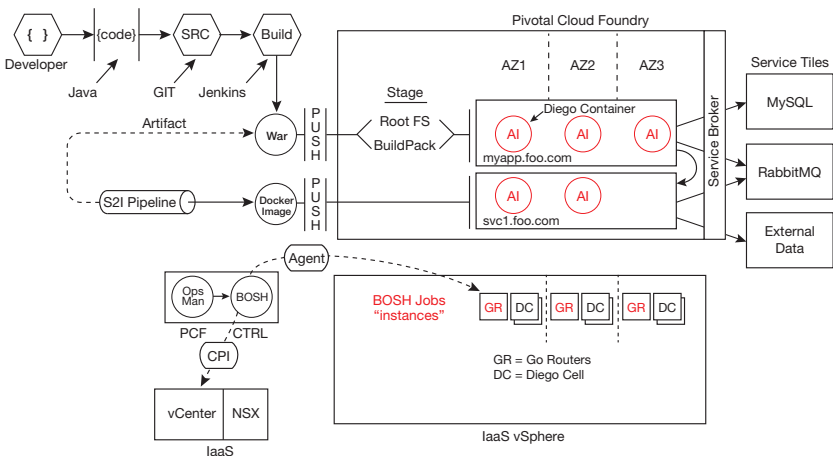 Pivotal Cloud Foundry
{ }
{code}
SRC
Build
Developer
Java
GIT
Jenkins
AZ1
AZ2
AZ3
Service Tiles
Stage
Diego Container
MySQL
Artifact
War
PUSH
Root FS
BuildPack
AI
AI
AI
myapp.foo.com
Service Broker
RabbitMQ
S2I Pipeline
Docker
Image
PUSH
AI
AI
svc1.foo.com
External
Data
Agent
Ops
Man
BOSH
PCF
CTRL
BOSH Jobs
“instances”
GR
DC
GR
DC
GR
DC
CPI
GR = Go Routers
DC = Diego Cell
vCenter
NSX
IaaS
IaaS vSphere